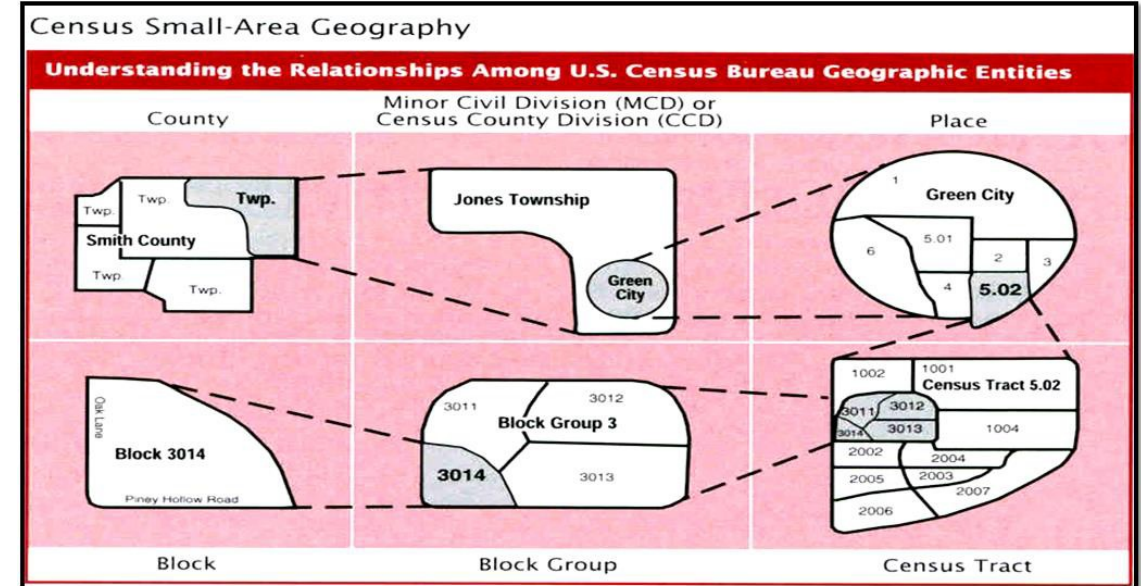 Census Small-Area Geography
Understanding the Relationships Among U.S. Census Bureau Geographic Entities
County
Minor Civil Division (MCD) or
Census County Division (CCD)
Place
Twp.
Twp.
Twp.
Smith County
Twp.
Twp.
Jones Township
Green
City
1
Green City
5.01
6
2
3
4
5.02
Oak Lane
Block 3014
Piney Hollow Road
3011
3012
Block Group 3
3014
3013
1002
1001
Census Tract 5.02
3011
3012
3014
3013
1004
2002
2004
2005
2003
2007
2006
Block
Block Group
Census Tract